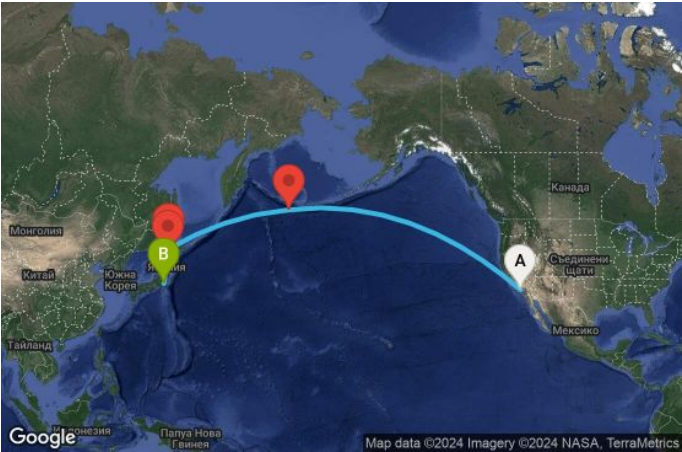 Канада
Монголия
B
A
Съединени
щати
Китай
Южна
Корея
Мексико
Тайланд
Папуа Нова
Гвинея
Google
Map data ©2024 Imagery ©2024 NASA, TerraMetrics